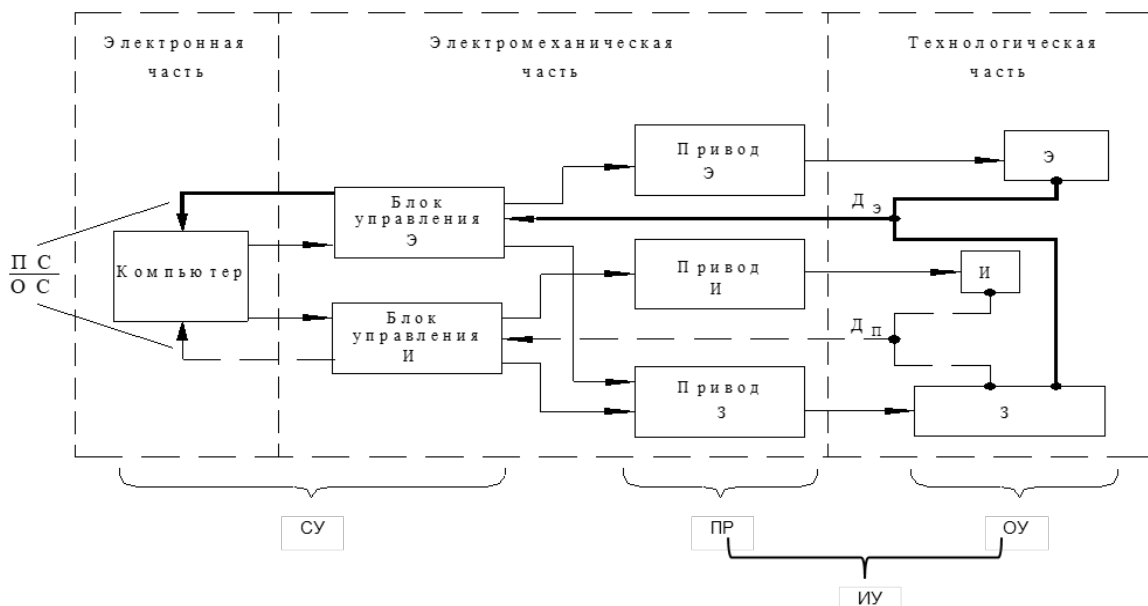 Электронная
часть
Электромеханическая
часть
Технологическая
часть
Привод
Э
Э
Блок
управления
Э
Дэ
ПС
ОС
Компьютер
Привод
И
И
Блок
управления
И
Дп
Привод
З
З
СУ
ПР
ОУ
ИУ